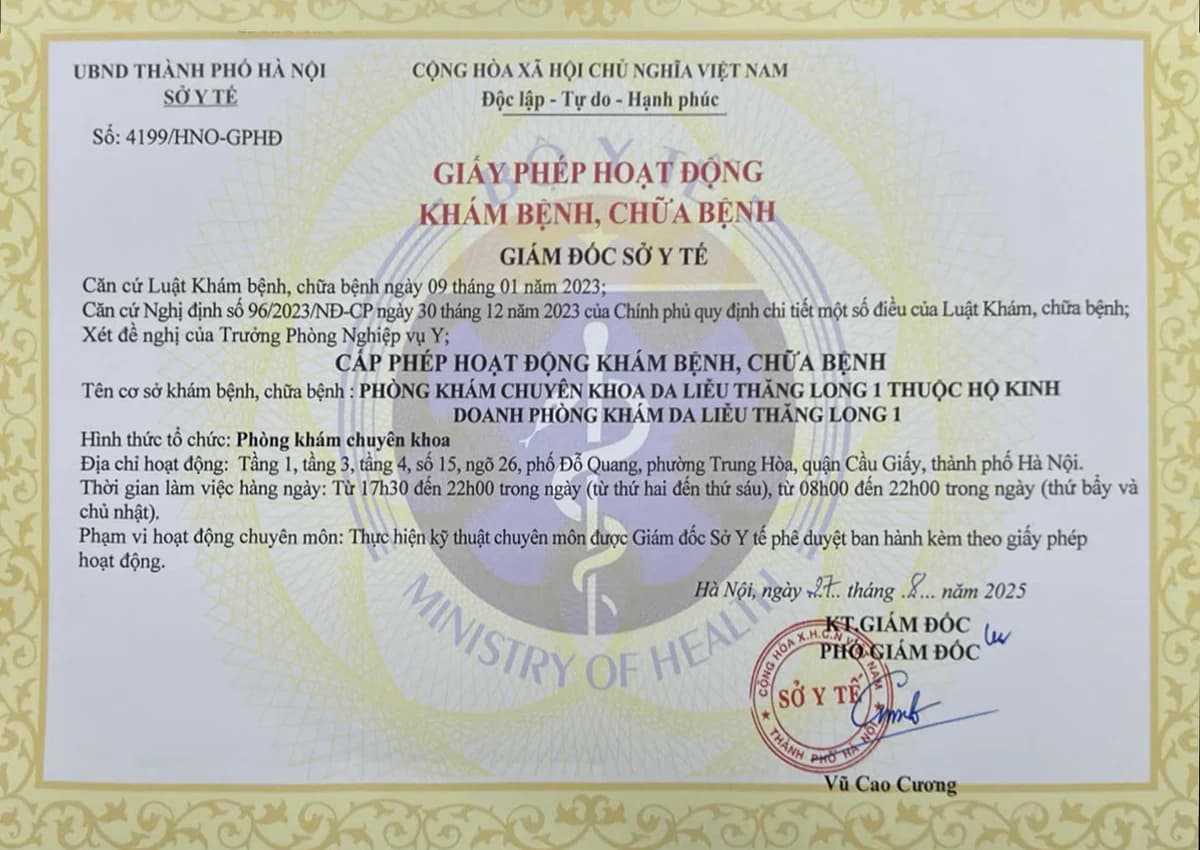 UBND THÀNH PHỐ HÀ NỘI
SỞ Y TẾ
Số: 4199/HNO-GPHĐ
CỘNG HÒA XÃ HỘI CHỦ NGHĨA VIỆT NAM
Độc lập - Tự do - Hạnh phúc
BỘ Y TẾ
GIẤY PHÉP HOẠT ĐỘNG
KHÁM BỆNH, CHỮA BỆNH
GIÁM ĐỐC SỞ Y TẾ
Căn cứ Luật Khám bệnh, chữa bệnh ngày 09 tháng 01 năm 2023;
Căn cứ Nghị định số 96/2023/NĐ-CP ngày 30 tháng 12 năm 2023 của Chính phủ quy định chi tiết một số điều của Luật Khám, chữa bệnh;
Xét đề nghị của Trưởng Phòng Nghiệp vụ Y;
CẤP PHÉP HOẠT ĐỘNG KHÁM BỆNH, CHỮA BỆNH
Tên cơ sở khám bệnh, chữa bệnh : PHÒNG KHÁM CHUYÊN KHOA DA LIỄU THĂNG LONG 1 THUỘC HỘ KINH
DOANH PHÒNG KHÁM DA LIỄU THĂNG LONG 1
Hình thức tổ chức: Phòng khám chuyên khoa
Địa chỉ hoạt động: Tầng 1, tầng 3, tầng 4, số 15, ngõ 26, phố Đỗ Quang, phường Trung Hòa, quận Cầu Giấy, thành phố Hà Nội.
Thời gian làm việc hàng ngày: Từ 17h30 đến 22h00 trong ngày (từ thứ hai đến thứ sáu), từ 08h00 đến 22h00 trong ngày (thứ bẩy và
chủ nhật).
Phạm vi hoạt động chuyên môn: Thực hiện kỹ thuật chuyên môn được Giám đốc Sở Y tế phê duyệt ban hành kèm theo giấy phép
hoạt động.
MINISTRY OF HEALTH
Hà Nội, ngày 27.. tháng .8... năm 2025
KT.GIÁM ĐỐC
PHÓ GIÁM ĐỐC
CỘNG HÒA X.H.C.N VIỆT NAM
SỞ Y TẾ
THÀNH PHỐ HÀ NỘI
Vũ Cao Cương